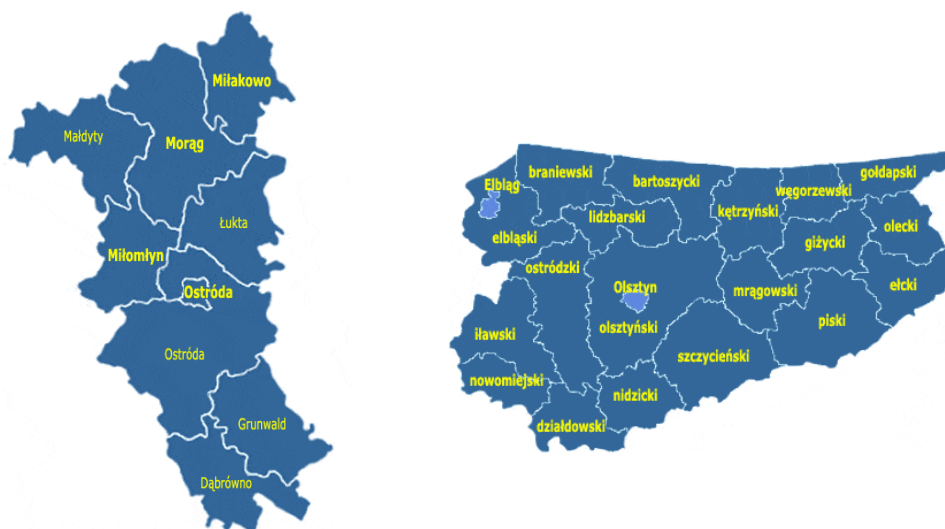 Miłakowo
Małdyty
Morąg
Łukta
Miłomłyn
Ostróda
Ostróda
Grunwald
Dąbrówno
braniewski
bartoszycki
gołdapski
Elbląg
węgorzewski
kętrzyński
lidzbarski
olecki
elbląski
giżycki
ostródzki
ełcki
Olsztyn
mrągowski
piski
olsztyński
iławski
szczycieński
nowomiejski
nidzicki
działdowski